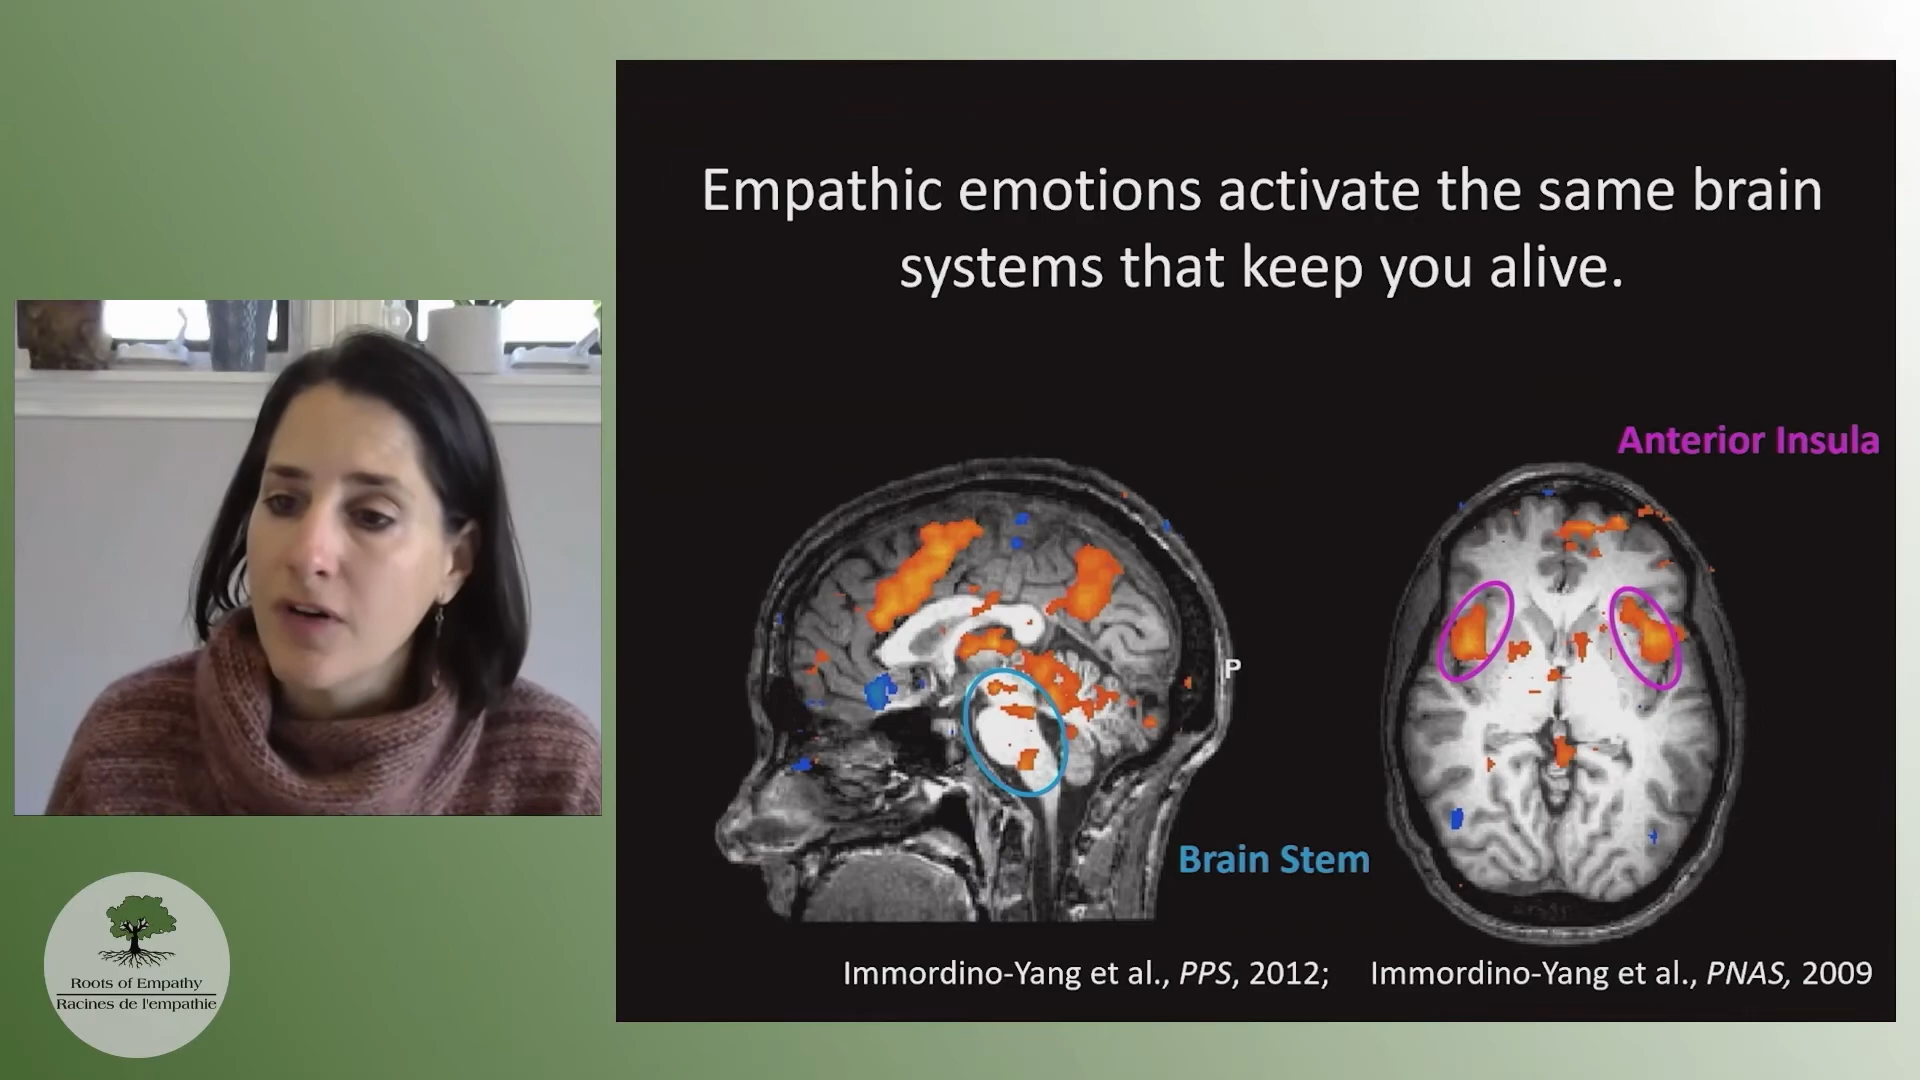 Empathic emotions activate the same brain
systems that keep you alive.
Anterior Insula
P
Brain Stem
Immordino-Yang et al., PPS, 2012; Immordino-Yang et al., PNAS, 2009
Roots of Empathy
Racines de l'empathie